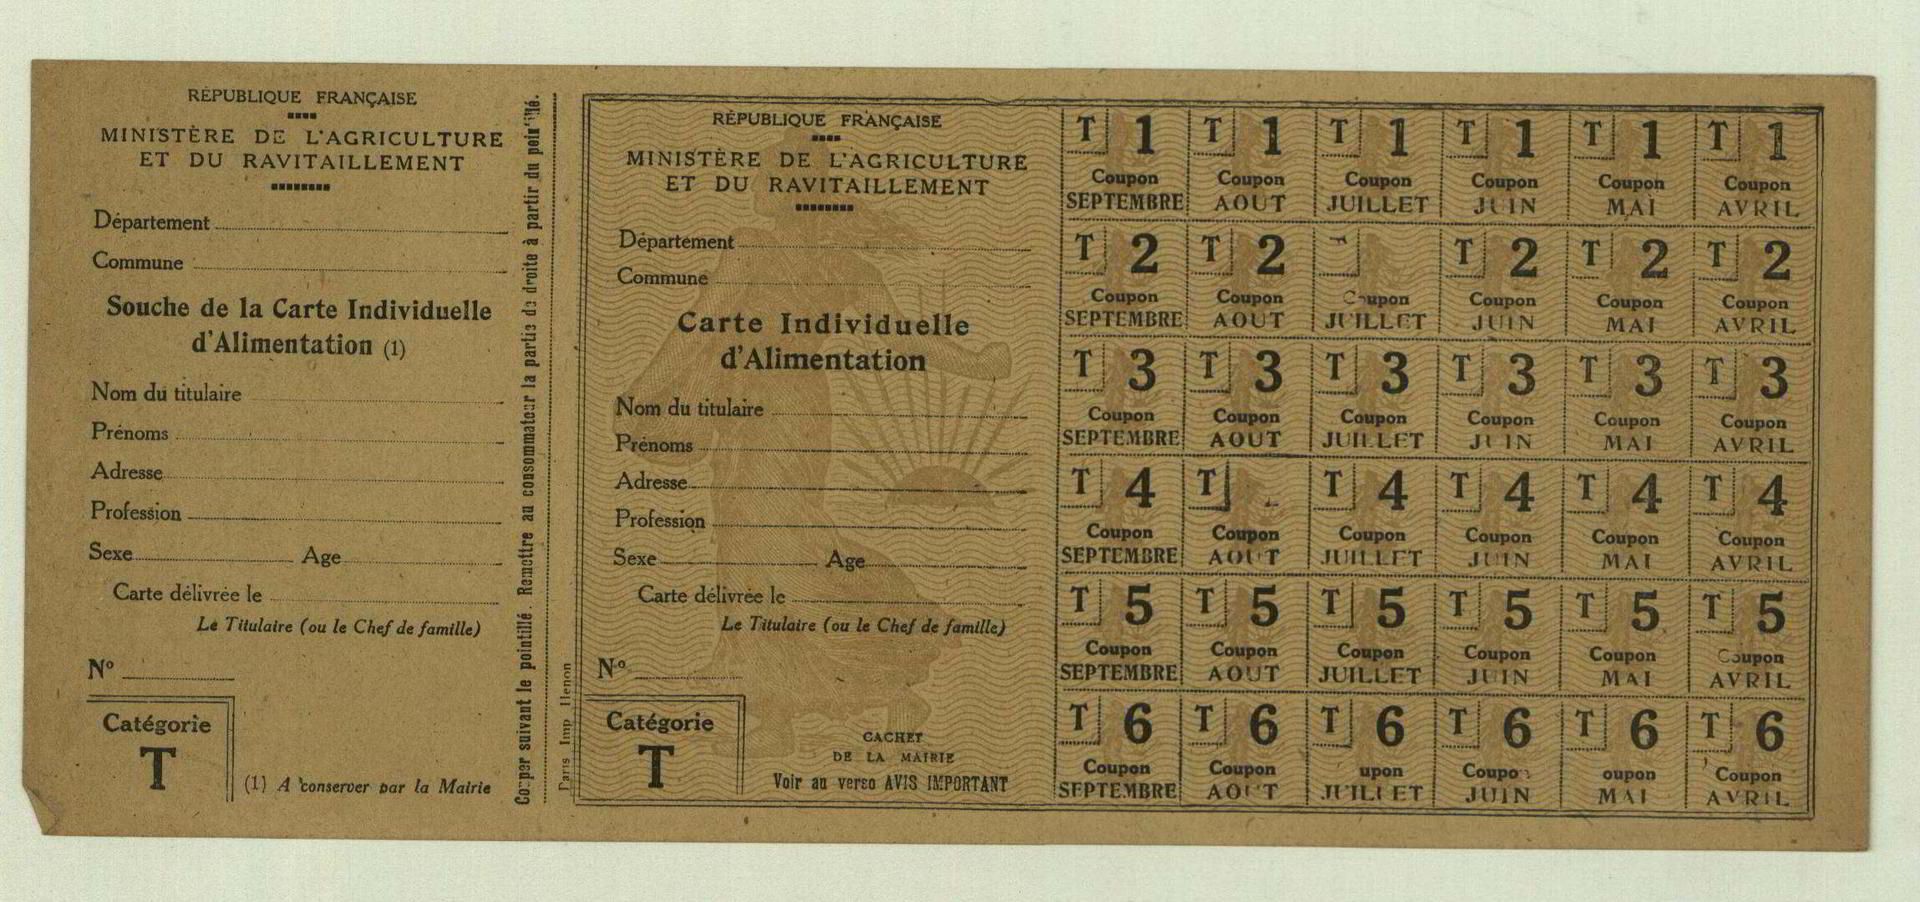 RÉPUBLIQUE FRANÇAISE
MINISTÈRE DE L'AGRICULTURE
ET DU RAVITAILLEMENT
Département
Commune
Souche de la Carte Individuelle
d'Alimentation (1)
Nom du titulaire
Prénoms
Adresse
Profession
Sexe Age
Carte délivrée le
Le Titulaire (ou le Chef de famille)
Nº
Catégorie
T
(1) A conserver par la Mairie
Couper suivant le pointillé. Remettre au consommateur la partie de droite à partir du pointillé.
Paris Imp Henon
RÉPUBLIQUE FRANÇAISE
MINISTÈRE DE L'AGRICULTURE
ET DU RAVITAILLEMENT
Département
Commune
Carte Individuelle
d'Alimentation
Nom du titulaire
Prénoms
Adresse
Profession
Sexe Age
Carte délivrée le
Le Titulaire (ou le Chef de famille)
Nº
Catégorie
T
CACHET
DE LA MAIRIE
Voir au verso AVIS IMPORTANT
T 1 T 1 T 1 T 1 T 1 T 1
Coupon Coupon Coupon Coupon Coupon Coupon
SEPTEMBRE AOUT JUILLET JUIN MAI AVRIL
T 2 T 2 T 2 T 2 T 2
Coupon Coupon Coupon Coupon Coupon Coupon
SEPTEMBRE AOUT JUILLET JUIN MAI AVRIL
T 3 T 3 T 3 T 3 T 3 T 3
Coupon Coupon Coupon Coupon Coupon Coupon
SEPTEMBRE AOUT JUILLET JUIN MAI AVRIL
T 4 T T 4 T 4 T 4 T 4
Coupon Coupon Coupon Coupon Coupon Coupon
SEPTEMBRE AOUT JUILLET JUIN MAI AVRIL
T 5 T 5 T 5 T 5 T 5 T 5
Coupon Coupon Coupon Coupon Coupon Coupon
SEPTEMBRE AOUT JUILLET JUIN MAI AVRIL
T 6 T 6 T 6 T 6 T 6 T 6
Coupon Coupon upon Coupon oupon Coupon
SEPTEMBRE AOUT JUILLET JUIN MAI AVRIL